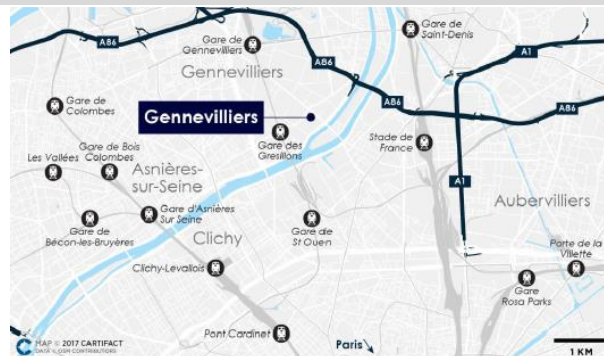 A86
Gare de
Gennevilliers
Gare de
Saint-Denis
A1
Gennevilliers
A86
A86
A86
Gare de
Colombes
Gennevilliers
Gare des
Gresillons
Stade de
France
Les Vallées
Gare de Bois
Colombes
Asnières-
sur-Seine
A1
Aubervilliers
Gare d'Asnières
Sur Seine
Gare de
Bécon-les-Bruyères
Clichy
Gare de
St Ouen
Clichy-Levallois
Porte de la
Villette
Gare
Rosa Parks
Pont Cardinet
Paris
1 KM
MAP © 2017 CARTIFACT
DATA © OSM CONTRIBUTORS